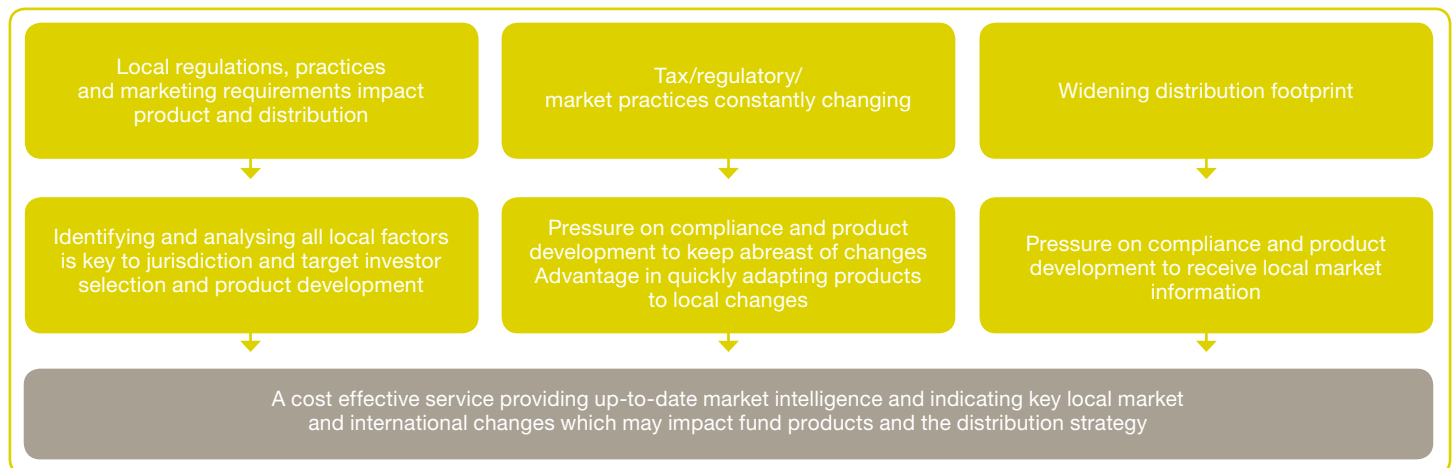 Local regulations, practices
and marketing requirements impact
product and distribution
Tax/regulatory/
market practices constantly changing
Widening distribution footprint
Identifying and analysing all local factors
is key to jurisdiction and target investor
selection and product development
Pressure on compliance and product
development to keep abreast of changes
Advantage in quickly adapting products
to local changes
Pressure on compliance and product
development to receive local market
information
A cost effective service providing up-to-date market intelligence and indicating key local market
and international changes which may impact fund products and the distribution strategy